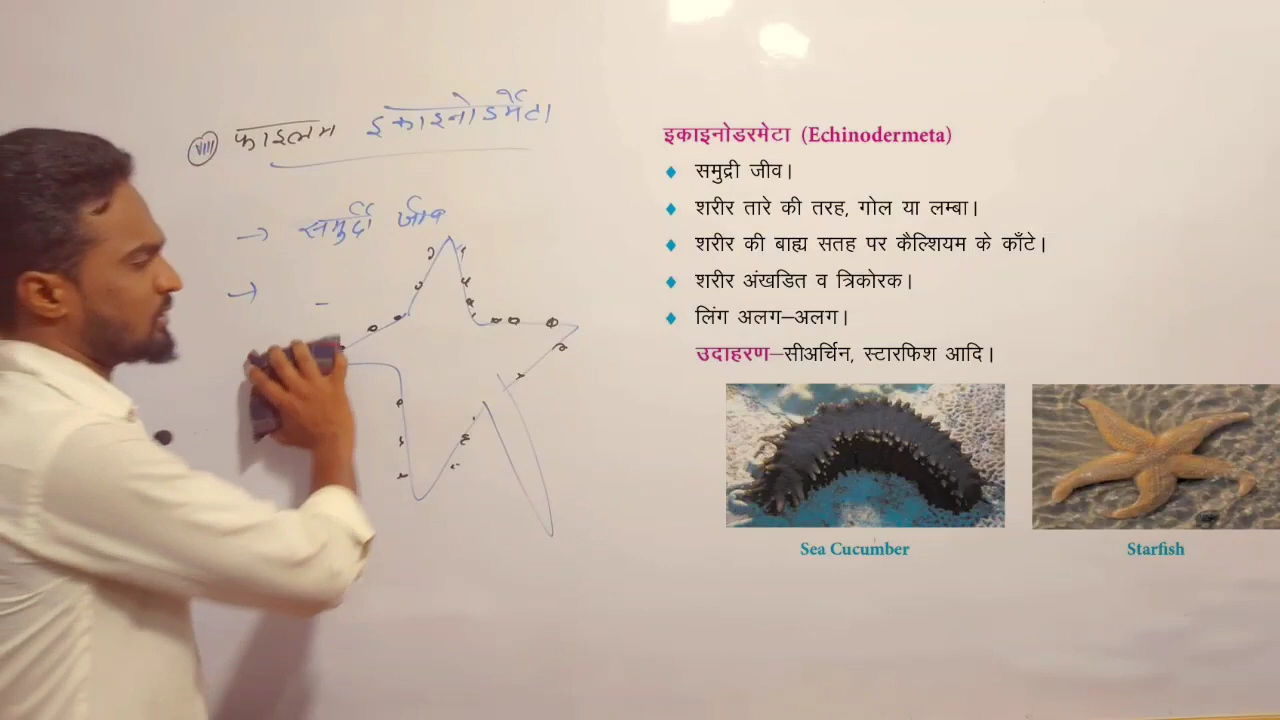 VIII फाइलम इकाइनोडर्मेटा
→ समुर्दी जीव
→ -
इकाइनोडरमेटा (Echinodermeta)
♦ समुद्री जीव।
♦ शरीर तारे की तरह, गोल या लम्बा।
♦ शरीर की बाह्य सतह पर कैल्शियम के काँटे।
♦ शरीर अंखडित व त्रिकोरक।
♦ लिंग अलग–अलग।
उदाहरण–सीअर्चिन, स्टारफिश आदि।
Sea Cucumber
Starfish